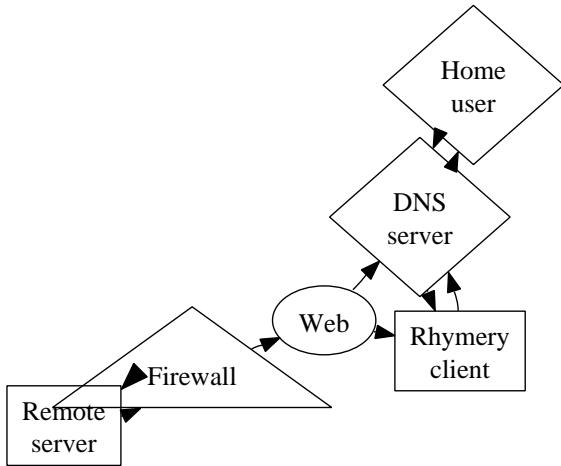 Home
user
DNS
server
Web
Rhymery
client
Firewall
Remote
server